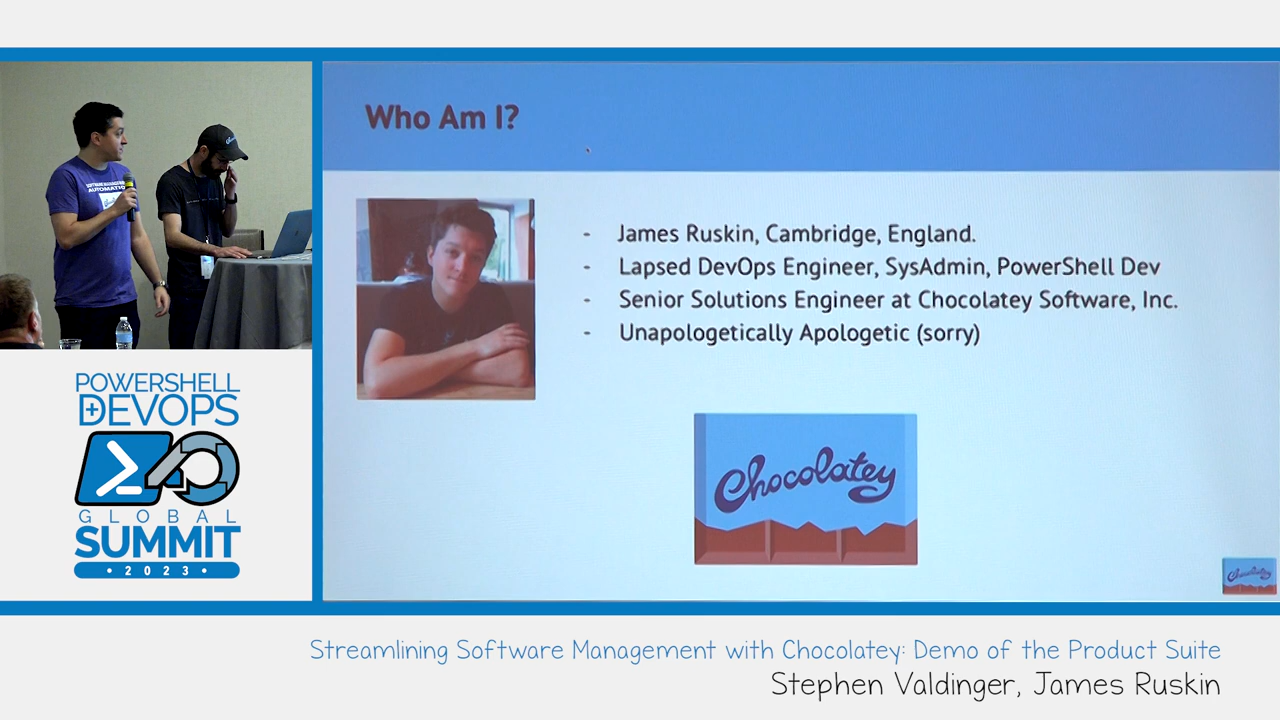 Who Am I?
- James Ruskin, Cambridge, England.
- Lapsed DevOps Engineer, SysAdmin, PowerShell Dev
- Senior Solutions Engineer at Chocolatey Software, Inc.
- Unapologetically Apologetic (sorry)
Chocolatey
Chocolatey
AUTOMATION
POWERSHELL
DEVOPS
GLOBAL
SUMMIT
• 2023 •
Streamlining Software Management with Chocolatey: Demo of the Product Suite
Stephen Valdinger, James Ruskin